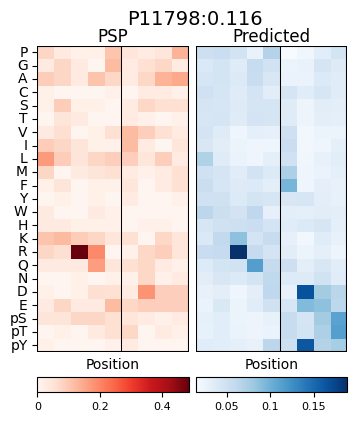 P11798:0.116
PSP Predicted
P
G
A
C
S
T
V
I
L
M
F
Y
W
H
K
R
Q
N
D
E
pS
pT
pY
Position Position
0 0.2 0.4 0.05 0.1 0.15